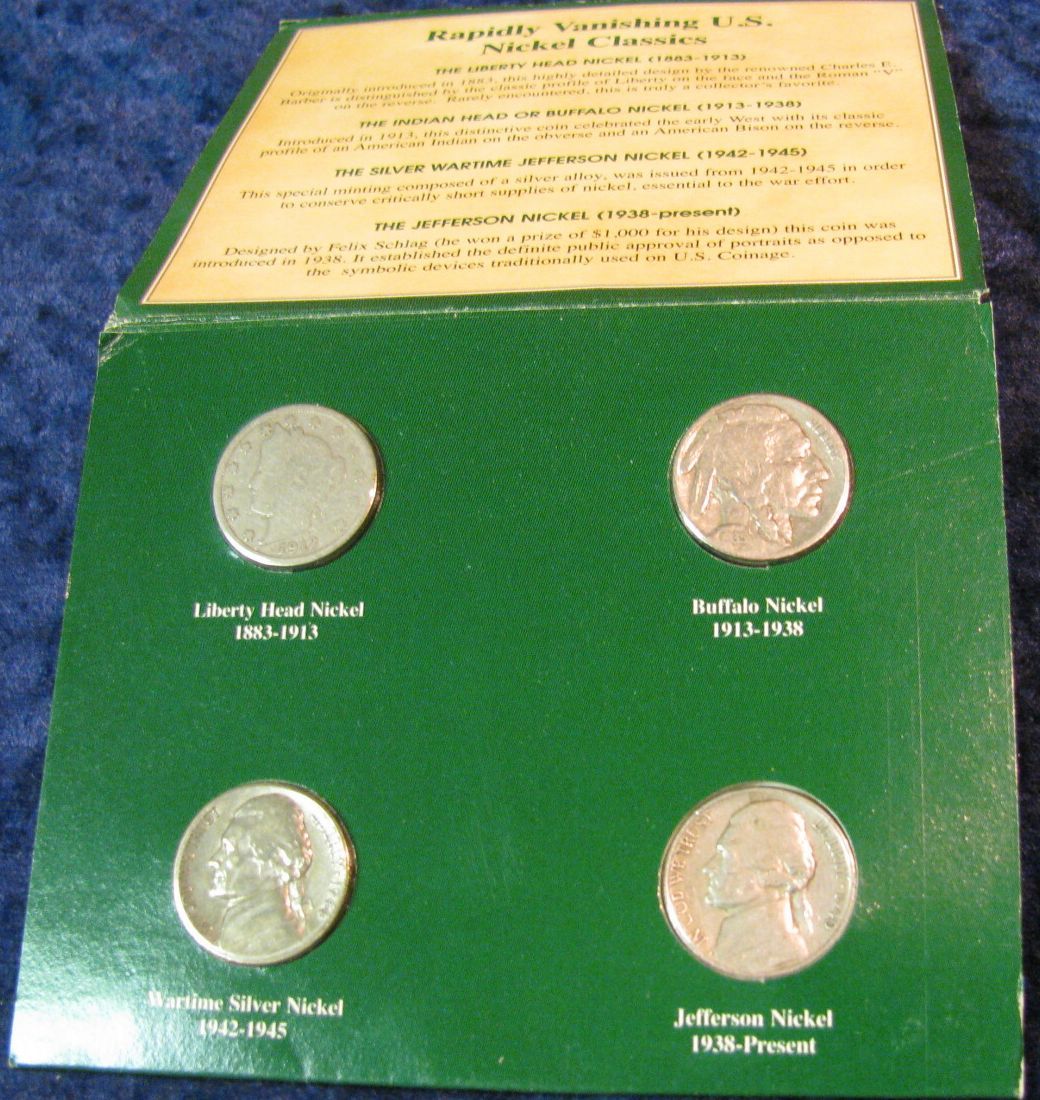 Rapidly Vanishing U.S.
Nickel Classics
THE LIBERTY HEAD NICKEL (1883-1913)
Originally introduced in 1883, this highly detailed design by the renowned Charles E.
Barber is distinguished by the classic profile of Liberty on the face and the Roman "V"
on the reverse. Rarely encountered, this is truly a collector's favorite.
THE INDIAN HEAD OR BUFFALO NICKEL (1913-1938)
Introduced in 1913, this distinctive coin celebrated the early West with its classic
profile of an American Indian on the obverse and an American Bison on the reverse.
THE SILVER WARTIME JEFFERSON NICKEL (1942-1945)
This special minting composed of a silver alloy, was issued from 1942-1945 in order
to conserve critically short supplies of nickel, essential to the war effort.
THE JEFFERSON NICKEL (1938-present)
Designed by Felix Schlag (he won a prize of $1,000 for his design) this coin was
introduced in 1938. It established the definite public approval of portraits as opposed to
the symbolic devices traditionally used on U.S. Coinage.
Liberty Head Nickel
1883-1913
Buffalo Nickel
1913-1938
GOD WE TRUST
Wartime Silver Nickel
1942-1945
Jefferson Nickel
1938-Present